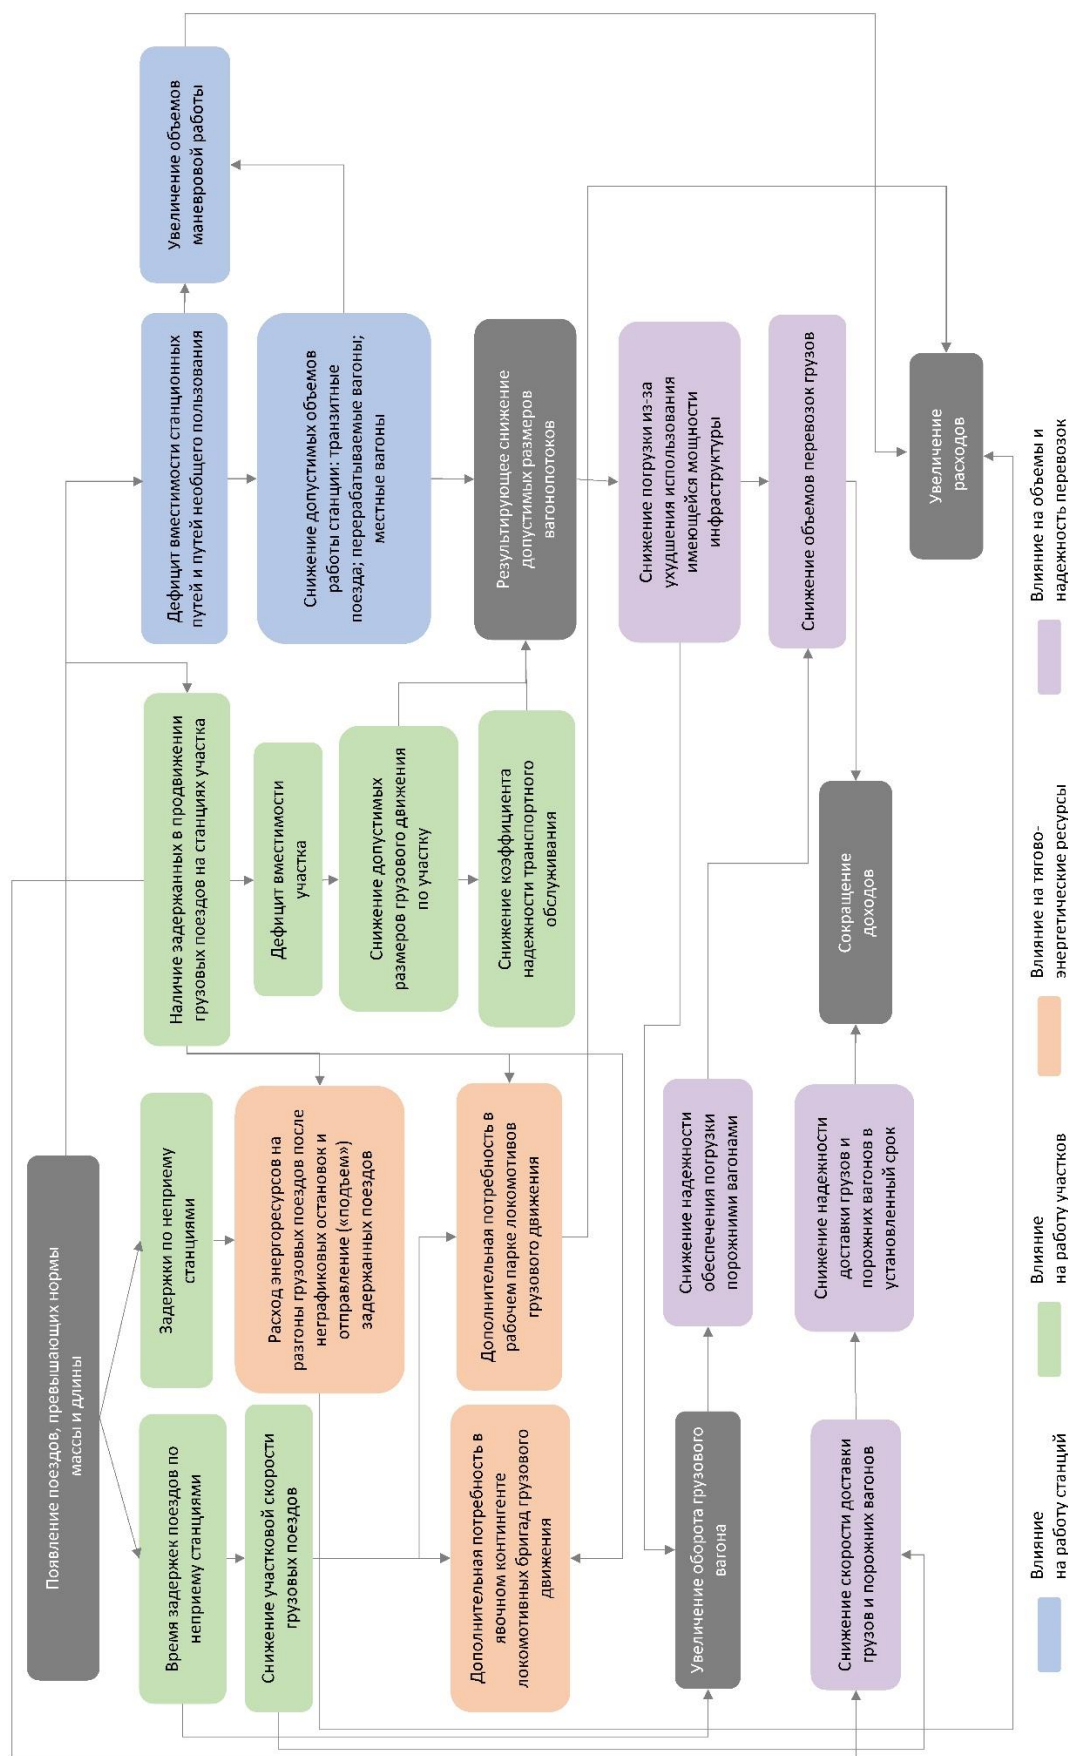 Появление поездов, превышающих нормы
массы и длины
Время задержек поездов по
неприему станциями
Задержки по неприему
станциями
Наличие задержанных в продвижении
грузовых поездов на станциях участка
Дефицит вместимости станционных
путей и путей необщего пользования
Увеличение объемов
маневровой работы
Снижение участковой скорости
грузовых поездов
Расход энергоресурсов на
разгоны грузовых поездов после
неграфиковых остановок и
отправление («подъем»)
задержанных поездов
Дефицит вместимости
участка
Снижение допустимых объемов
работы станции: транзитные
поезда; перерабатываемые вагоны;
местные вагоны
Снижение допустимых
размеров грузового движения
по участку
Дополнительная потребность в
явочном контингенте
локомотивных бригад грузового
движения
Дополнительная потребность в
рабочем парке локомотивов
грузового движения
Снижение коэффициента
надежности транспортного
обслуживания
Результирующее снижение
допустимых размеров
вагонопотоков
Увеличение оборота грузового
вагона
Снижение надежности
обеспечения погрузки
порожними вагонами
Снижение погрузки из-за
ухудшения использования
имеющейся мощности
инфраструктуры
Снижение скорости доставки
грузов и порожних вагонов
Снижение надежности
доставки грузов и
порожних вагонов в
установленный срок
Сокращение
доходов
Снижение объемов перевозок грузов
Увеличение
расходов
Влияние
на работу станций
Влияние
на работу участков
Влияние на тягово-
энергетические ресурсы
Влияние на объемы и
надежность перевозок